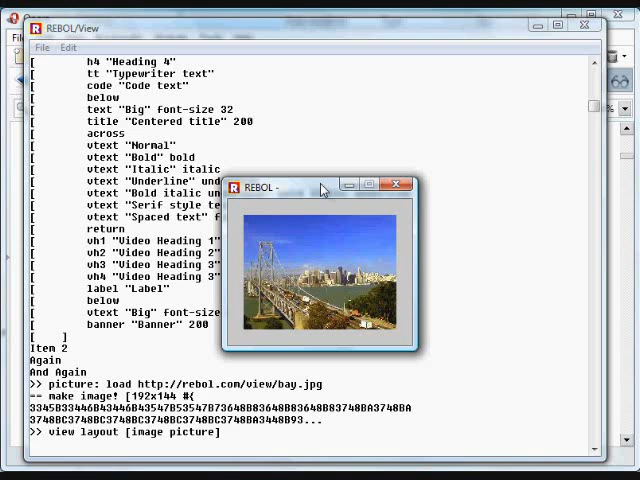 REBOL/View
File Edit
[ h4 "Heading 4"
[ tt "Typewriter text"
[ code "Code text"
[ below
[ text "Big" font-size 32
[ title "Centered title" 200
[ across
[ vtext "Normal"
[ vtext "Bold" bold
[ vtext "Italic" italic
[ vtext "Underline"
[ vtext "Bold italic
[ vtext "Serif style
[ vtext "Spaced text"
[ return
[ vh1 "Video Heading 1"
[ vh2 "Video Heading 2"
[ vh3 "Video Heading 3"
[ vh4 "Video Heading 3"
[ label "Label"
[ below
[ vtext "Big" font-size
[ banner "Banner" 200
[ ]
Item 2
Again
And Again
>> picture: load http://rebol.com/view/bay.jpg
== make image! [192x144 #{
3345B33446B43446B43547B53547B73648B83648B83648B83748BA3748BA
3748BC3748BC3748BC3748BC3748BC3748BA3448B93...
>> view layout [image picture]
REBOL -